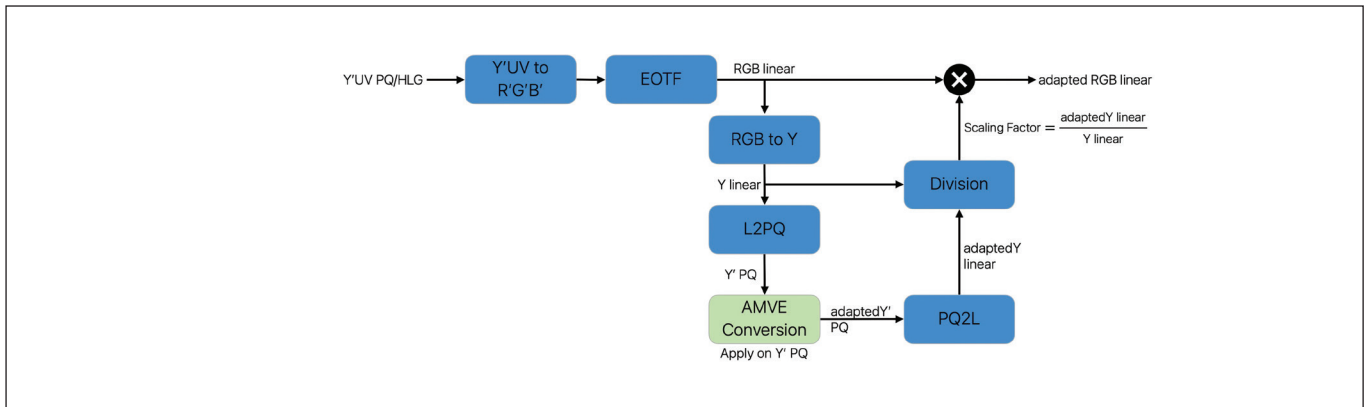 Y'UV PQ/HLG
Y'UV to
R'G'B'
EOTF
RGB linear
adapted RGB linear
Scaling Factor = adaptedY linear
Y linear
RGB to Y
Y linear
Division
L2PQ
adaptedY
linear
Y' PQ
AMVE
Conversion
adaptedY'
PQ
PQ2L
Apply on Y' PQ